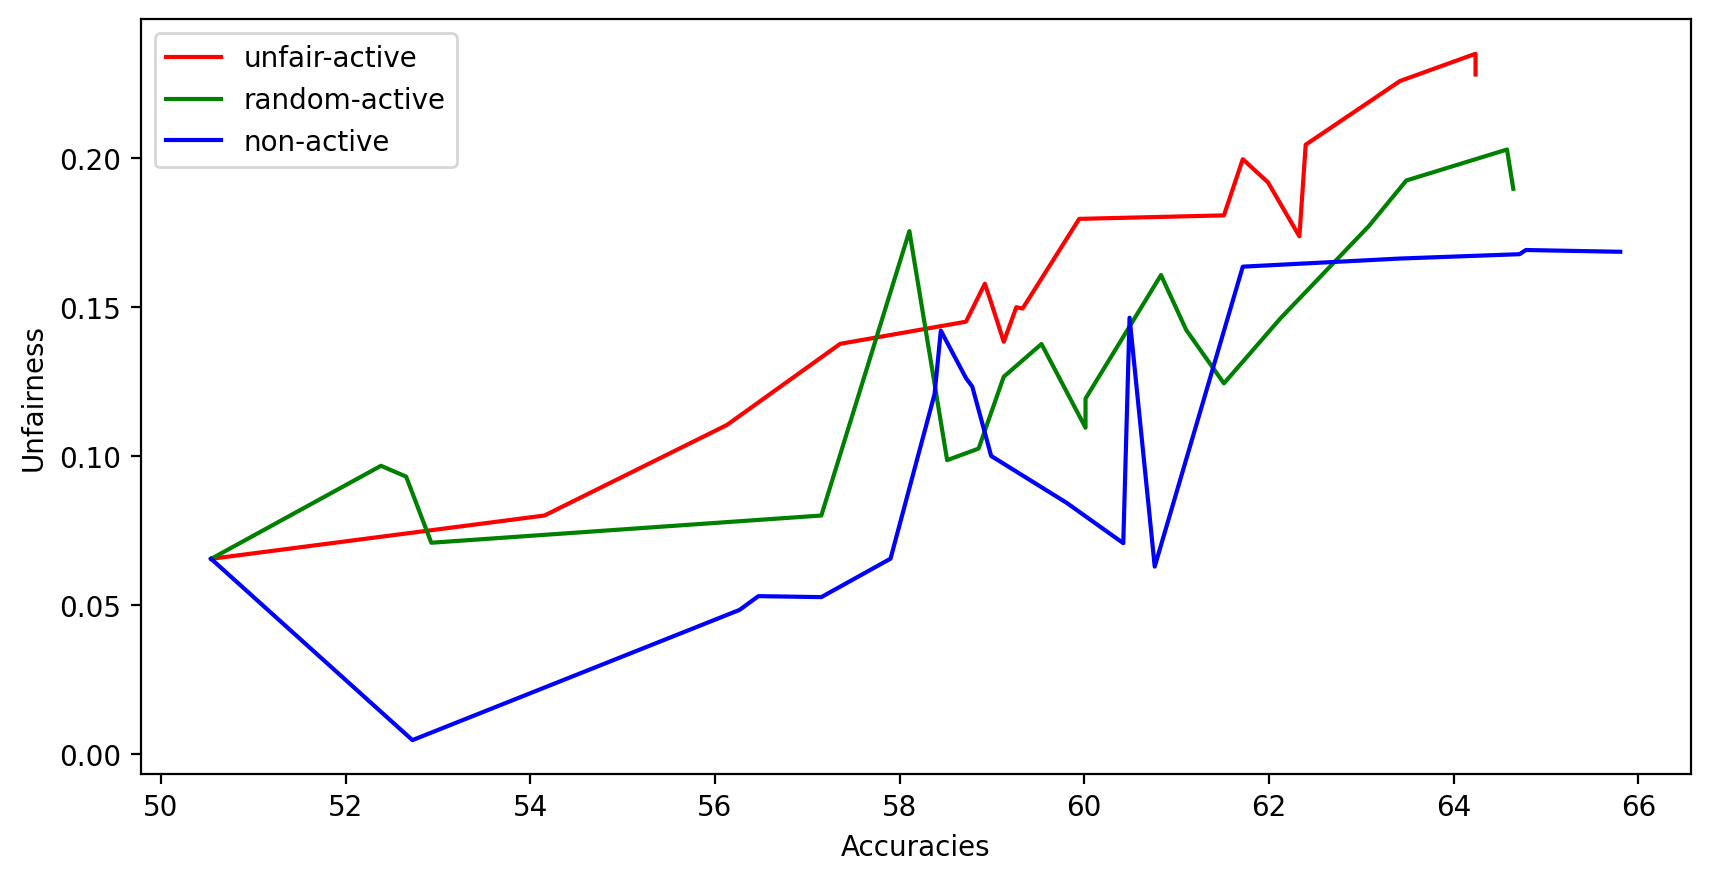 unfair-active
random-active
non-active
0.20
0.15
0.10
0.05
0.00
Unfairness
50 52 54 56 58 60 62 64 66
Accuracies